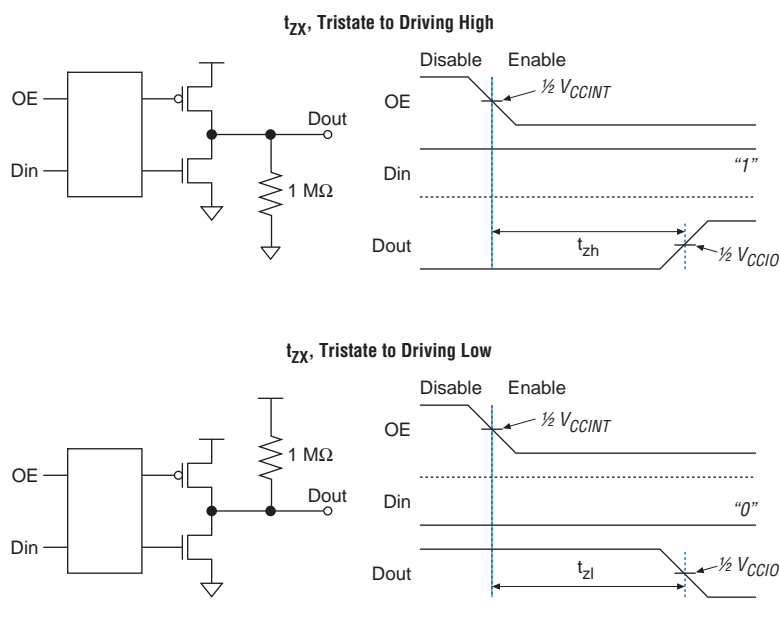 tZX, Tristate to Driving High
Disable Enable
OE
½ VCCINT
OE
Dout
Din
Din
"1"
1 MΩ
Dout
tzh
½ VCCIO
tZX, Tristate to Driving Low
Disable Enable
OE
½ VCCINT
1 MΩ
OE
Dout
Din
"0"
Din
Dout
tzl
½ VCCIO